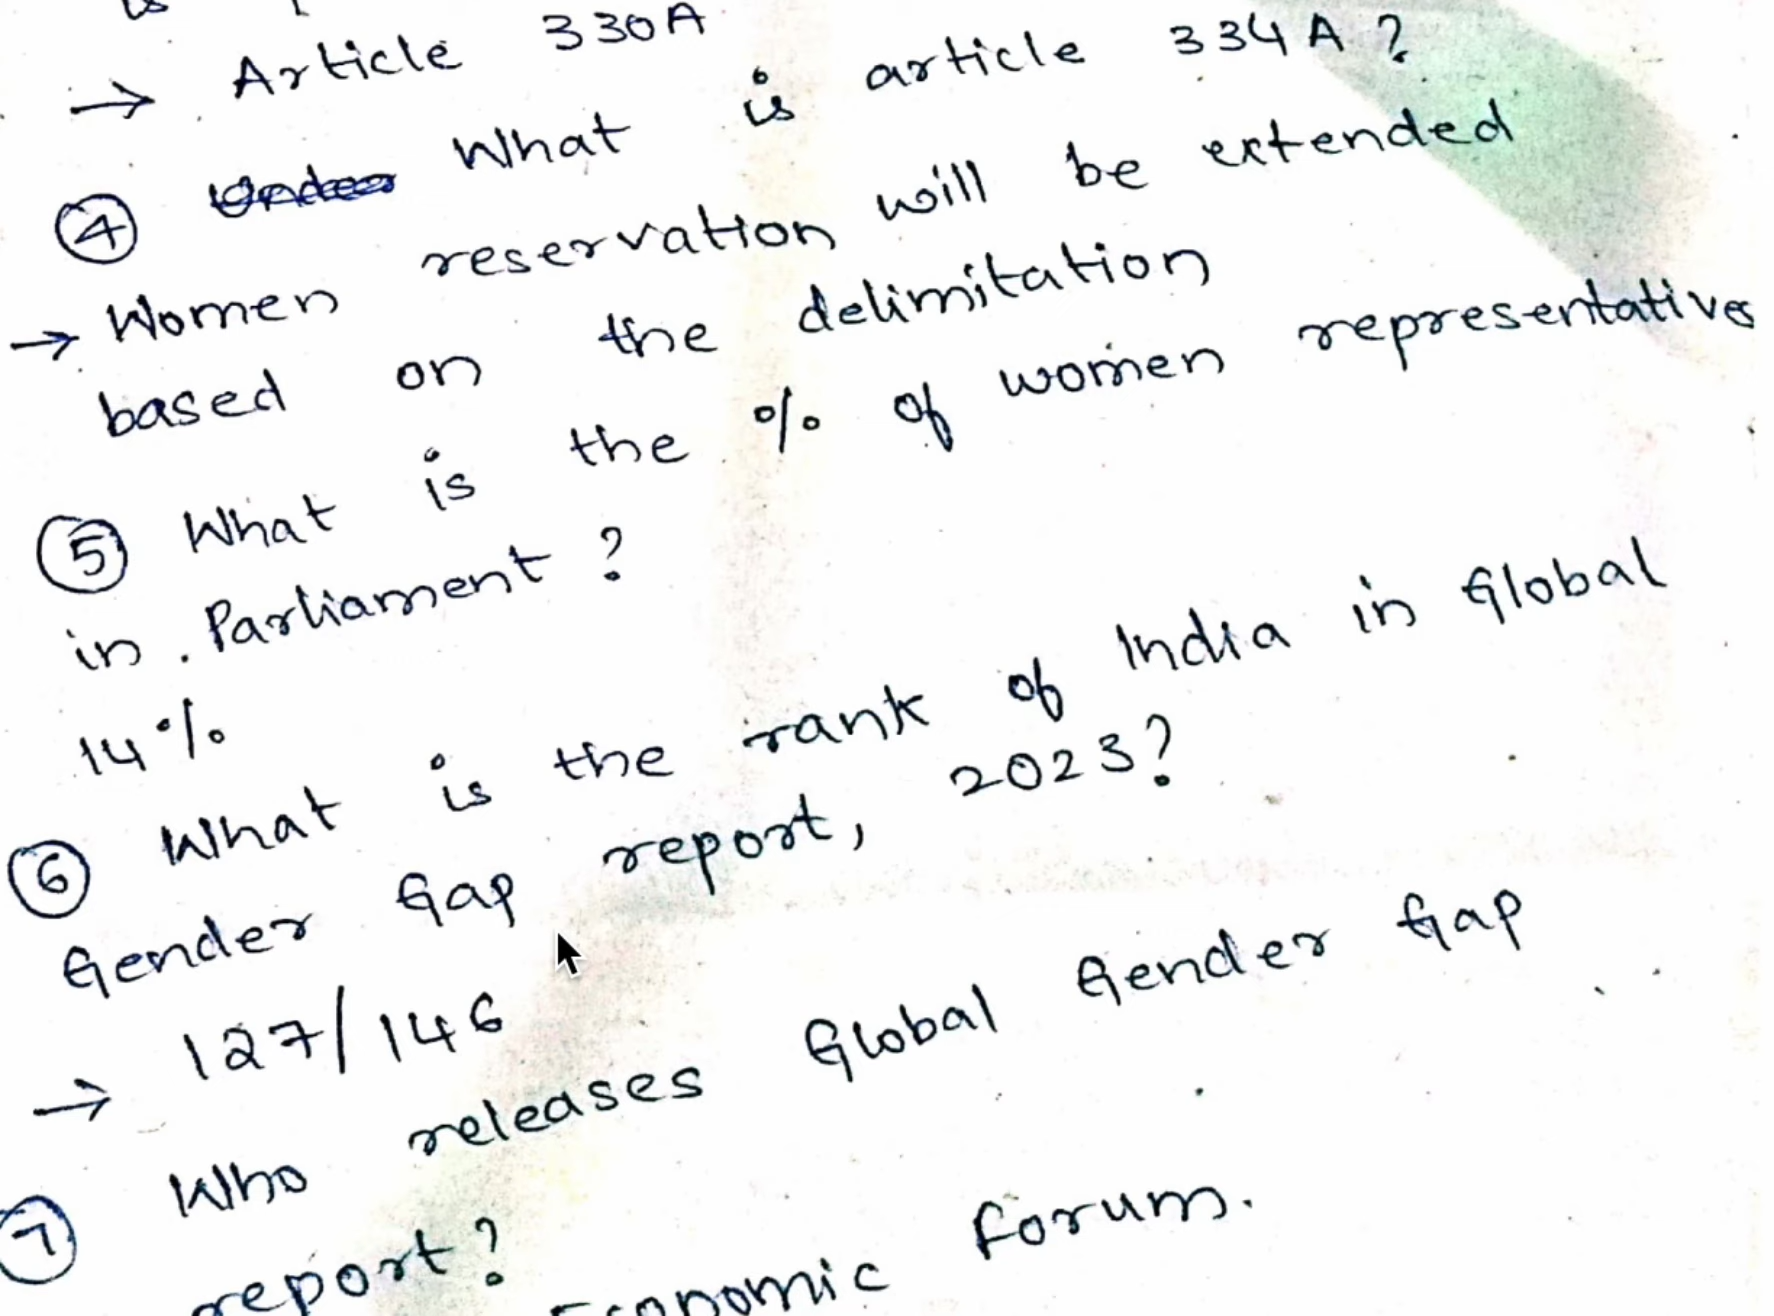 → Article 330A
④ What is article 334A?
→ Women reservation will be extended
based on the delimitation
⑤ What is the % of women representatives
in Parliament?
14%
⑥ What is the rank of India in Global
Gender Gap report, 2023?
→ 127/146
⑦ Who releases Global Gender Gap
report?
Economic Forum.